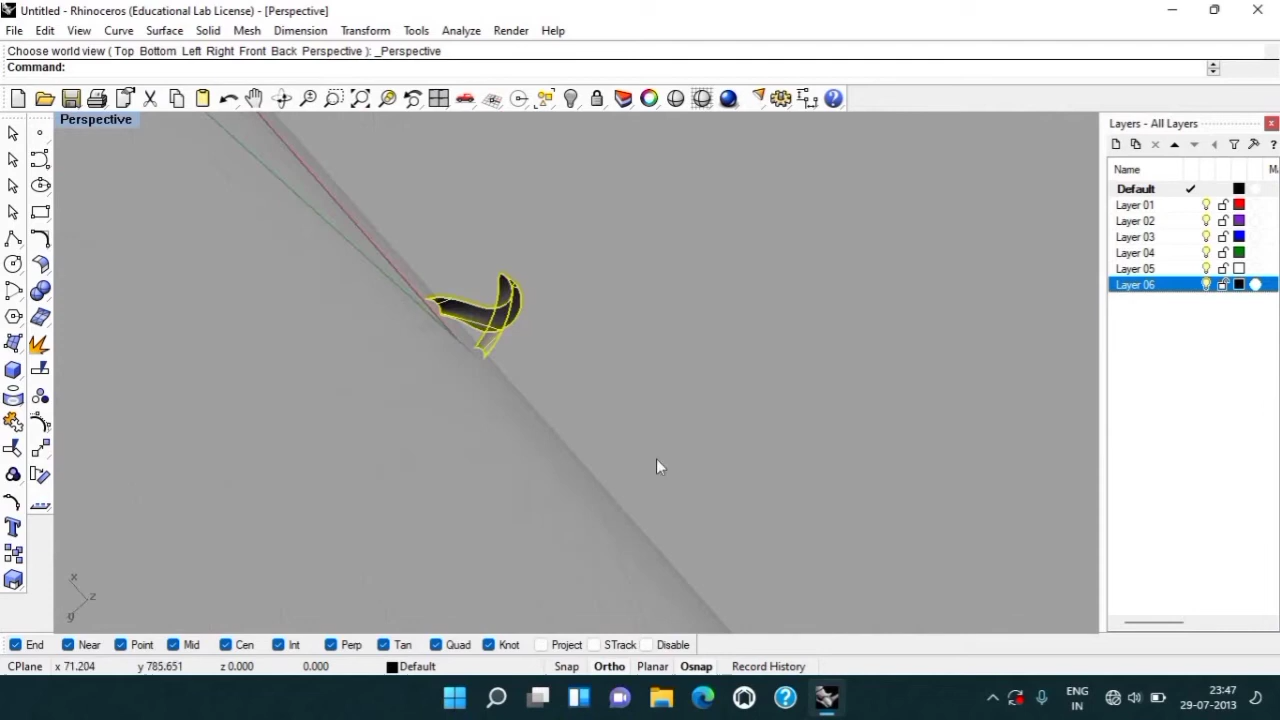 Untitled - Rhinoceros (Educational Lab License) - [Perspective]
File Edit View Curve Surface Solid Mesh Dimension Transform Tools Analyze Render Help
Choose world view ( Top Bottom Left Right Front Back Perspective ): _Perspective
Command:
Perspective
Layers - All Layers
Name
Default
Layer 01
Layer 02
Layer 03
Layer 04
Layer 05
Layer 06
x
z
y
End Near Point Mid Cen Int Perp Tan Quad Knot Project STrack Disable
CPlane x 71.204 y 785.651 z 0.000 0.000 Default Snap Ortho Planar Osnap Record History
ENG
IN
23:47
29-07-2013